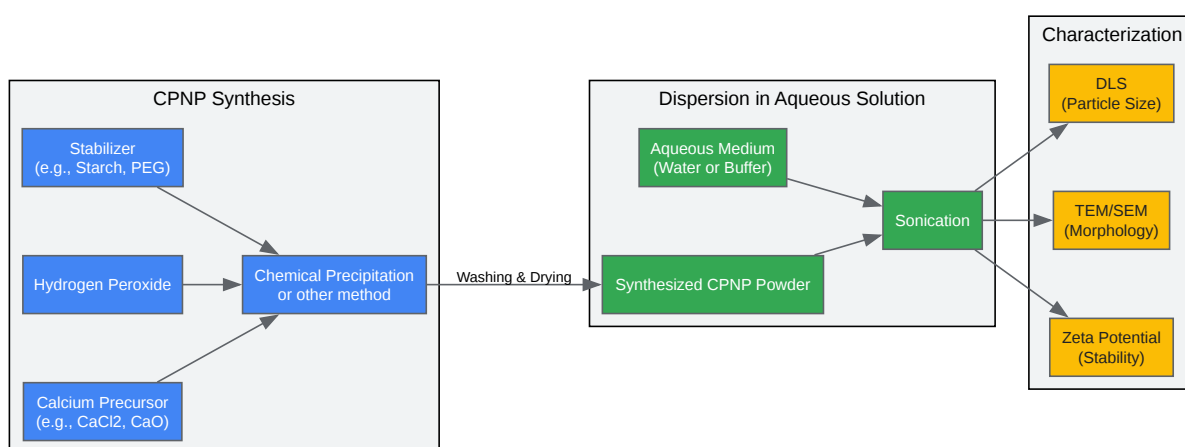 CPNP Synthesis
Stabilizer
(e.g., Starch, PEG)
Hydrogen Peroxide
Calcium Precursor
(e.g., CaCl2, CaO)
Chemical Precipitation
or other method
Washing & Drying
Dispersion in Aqueous Solution
Aqueous Medium
(Water or Buffer)
Synthesized CPNP Powder
Sonication
Characterization
DLS
(Particle Size)
TEM/SEM
(Morphology)
Zeta Potential
(Stability)